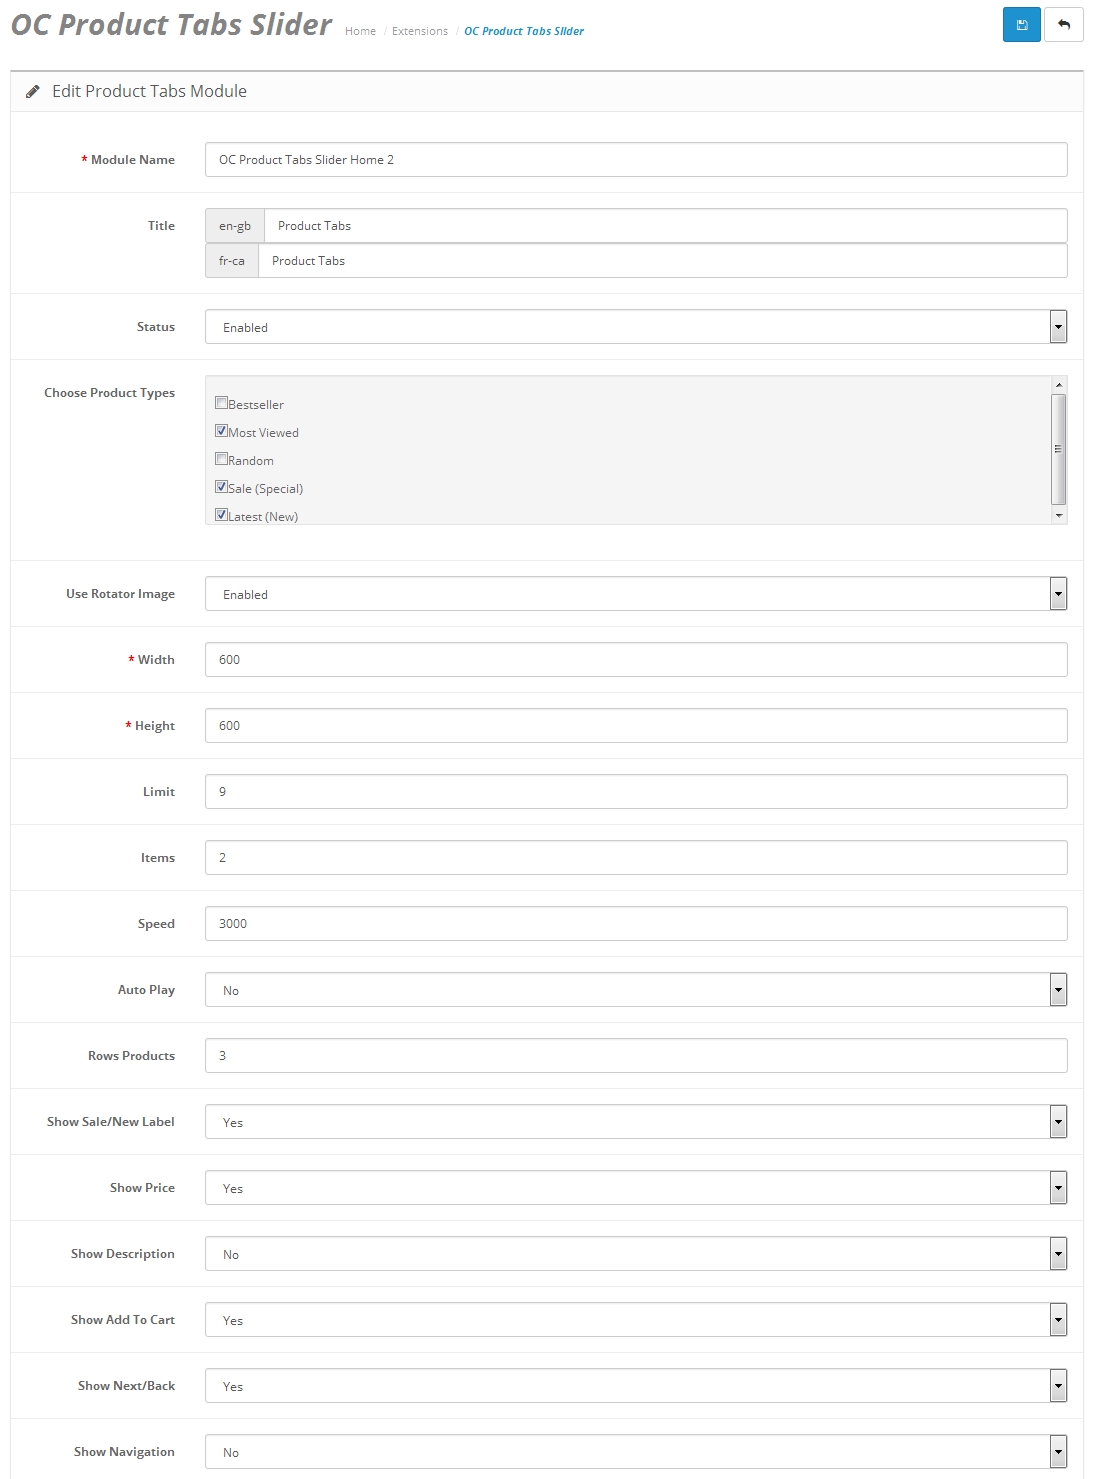 OC Product Tabs Slider Home / Extensions / OC Product Tabs Slider
Edit Product Tabs Module
* Module Name OC Product Tabs Slider Home 2
Title en-gb Product Tabs
fr-ca Product Tabs
Status Enabled
Choose Product Types
Bestseller
Most Viewed
Random
Sale (Special)
Latest (New)
Use Rotator Image Enabled
* Width 600
* Height 600
Limit 9
Items 2
Speed 3000
Auto Play No
Rows Products 3
Show Sale/New Label Yes
Show Price Yes
Show Description No
Show Add To Cart Yes
Show Next/Back Yes
Show Navigation No